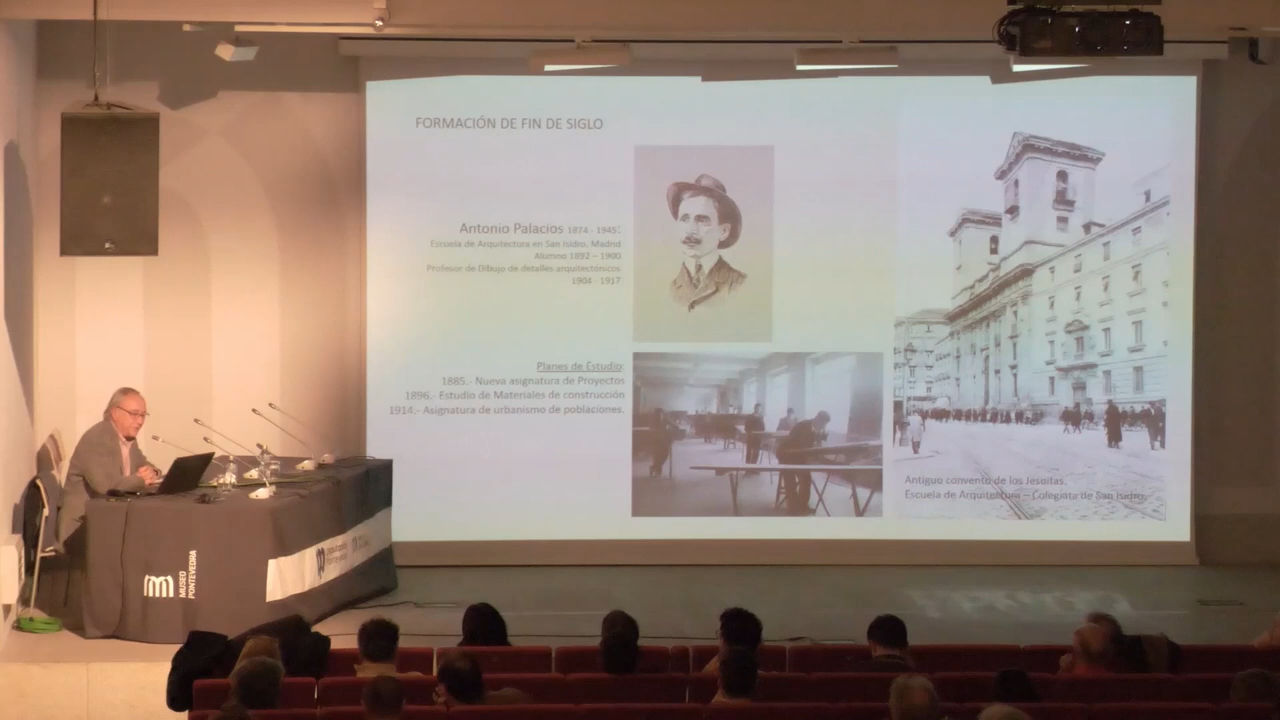 FORMACIÓN DE FIN DE SIGLO
Antonio Palacios 1874 - 1945:
Escuela de Arquitectura en San Isidro. Madrid
Alumno 1892 – 1900
Profesor de Dibujo de detalles arquitectónicos
1904 - 1917
Planes de Estudio:
1885.- Nueva asignatura de Proyectos
1896.- Estudio de Materiales de construcción
1914.- Asignatura de urbanismo de poblaciones.
Antiguo convento de los Jesuitas.
Escuela de Arquitectura – Colegiata de San Isidro.
MUSEO
PONTEVEDRA